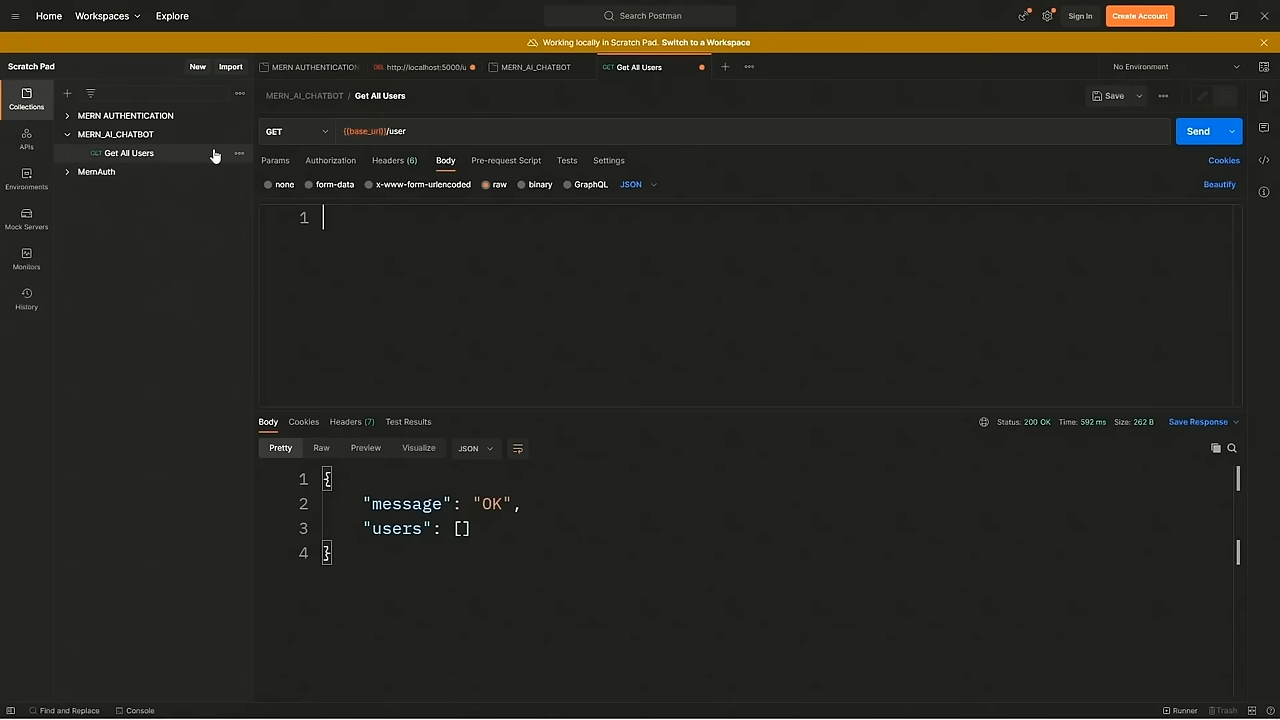 Home Workspaces Explore Search Postman Sign In Create Account
Working locally in Scratch Pad. Switch to a Workspace
Scratch Pad New Import
MERN AUTHENTICATION DEL http://localhost:5000/u MERN_AI_CHATBOT GET Get All Users No Environment
Collections
APIs
Environments
Mock Servers
Monitors
History
MERN AUTHENTICATION
MERN_AI_CHATBOT
GET Get All Users
MernAuth
MERN_AI_CHATBOT / Get All Users Save
GET {{base_url}}/user Send
Params Authorization Headers (6) Body Pre-request Script Tests Settings Cookies
none form-data x-www-form-urlencoded raw binary GraphQL JSON Beautify
1
Body Cookies Headers (7) Test Results Status: 200 OK Time: 592 ms Size: 262 B Save Response
Pretty Raw Preview Visualize JSON
1 {
2 "message": "OK",
3 "users": []
4 }
Find and Replace Console Runner Trash